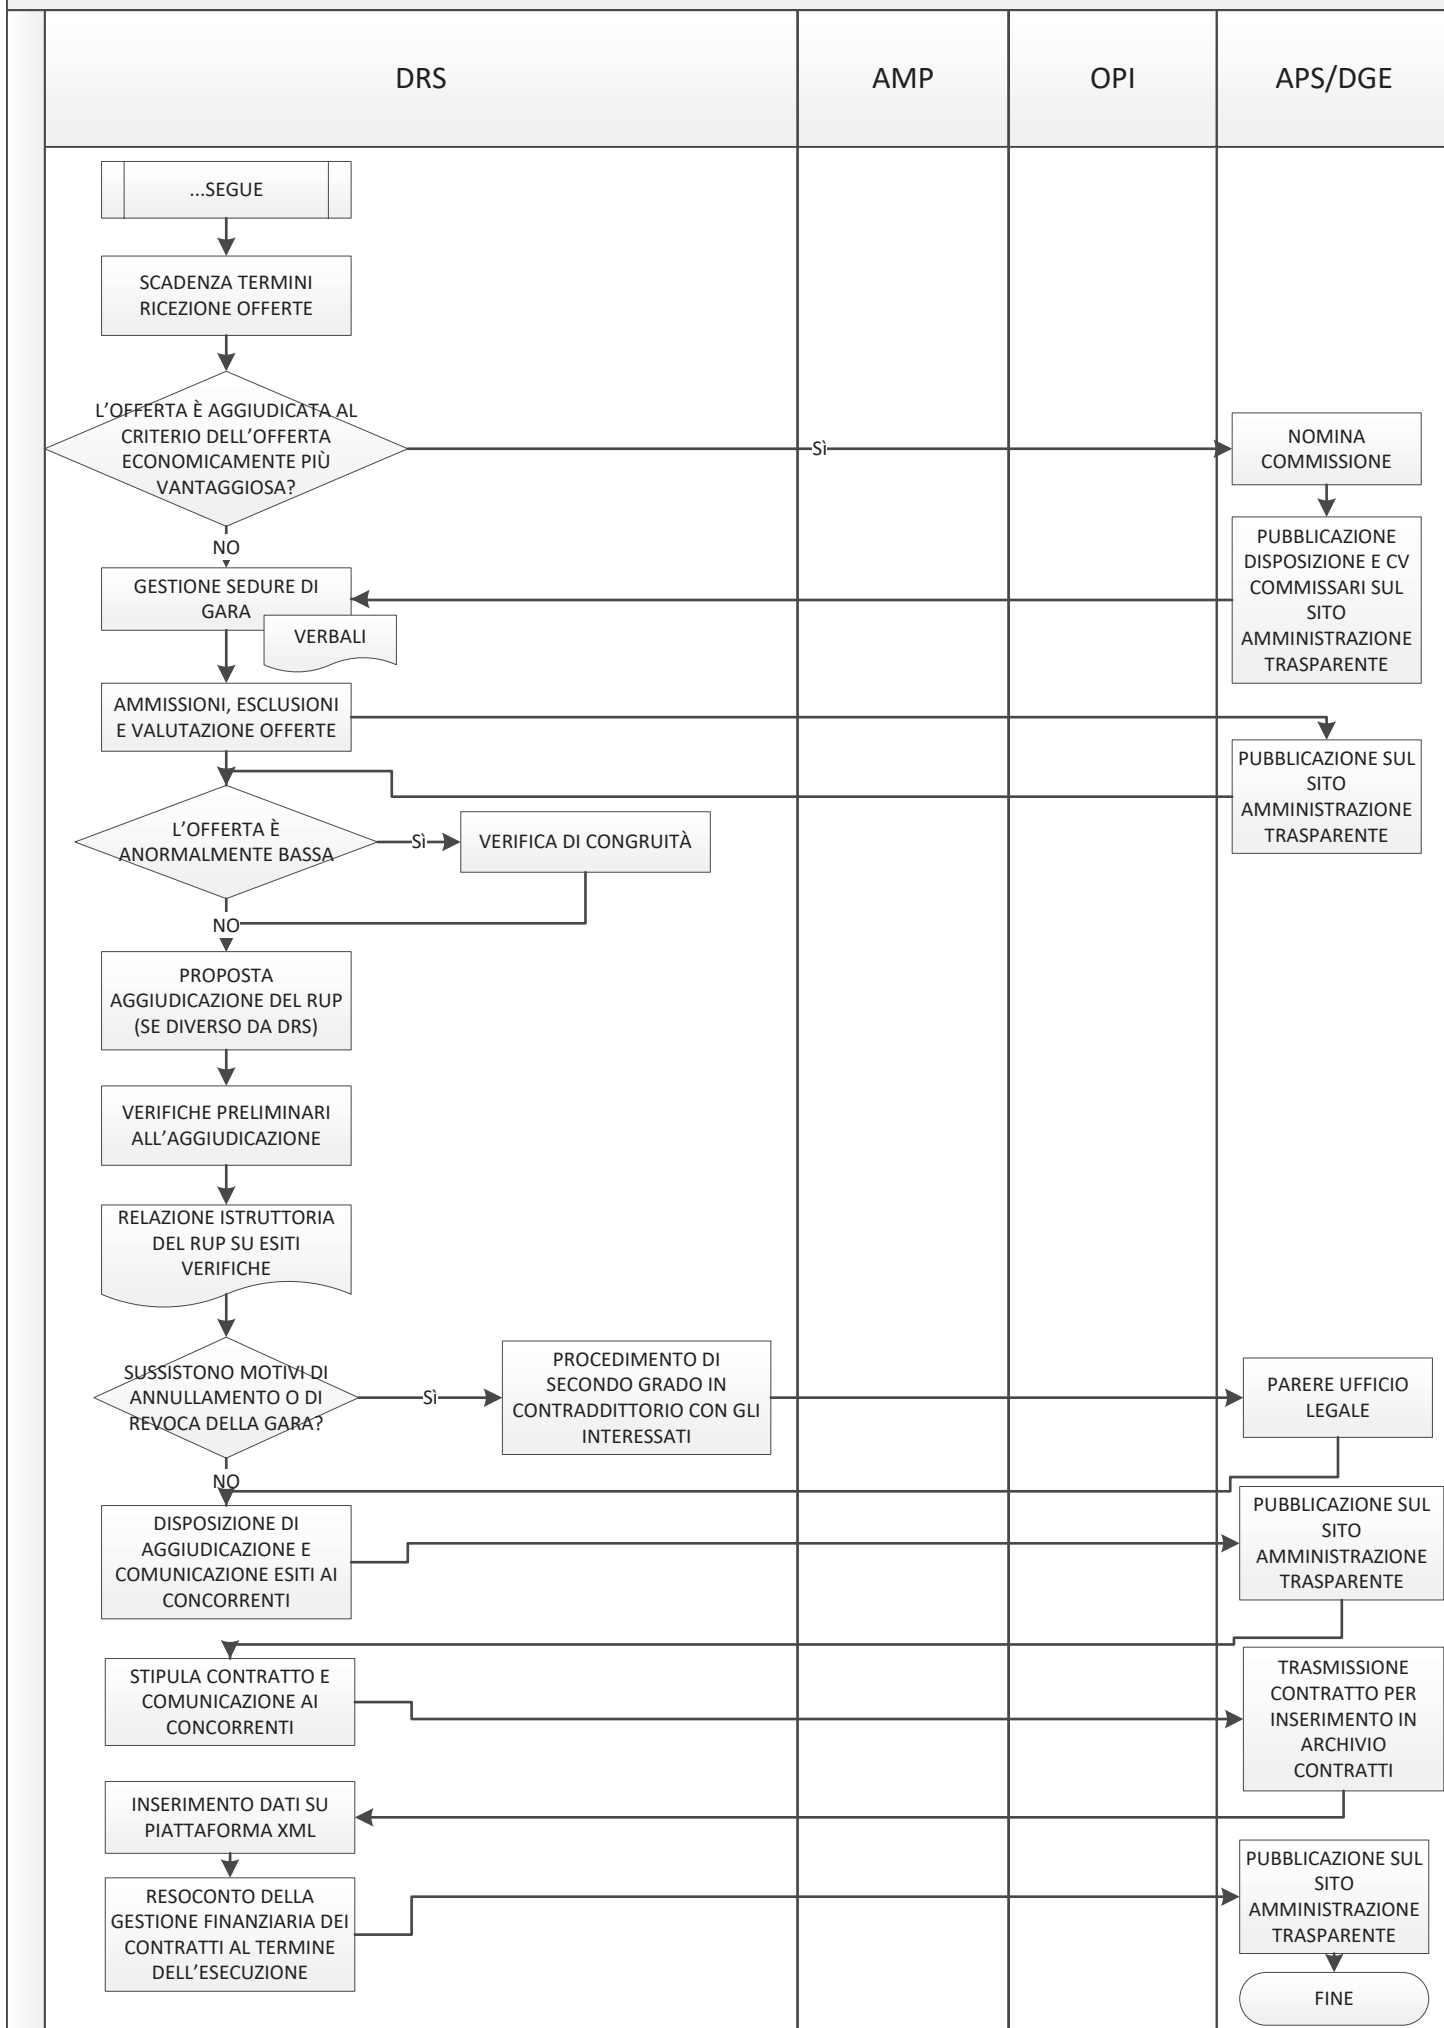 DRS
AMP
OPI
APS/DGE
...SEGUE
SCADENZA TERMINI
RICEZIONE OFFERTE
L’OFFERTA È AGGIUDICATA AL
CRITERIO DELL’OFFERTA
ECONOMICAMENTE PIÙ
VANTAGGIOSA?
Sì
NOMINA
COMMISSIONE
NO
PUBBLICAZIONE
DISPOSIZIONE E CV
COMMISSARI SUL
SITO
AMMINISTRAZIONE
TRASPARENTE
GESTIONE SEDURE DI
GARA
VERBALI
AMMISSIONI, ESCLUSIONI
E VALUTAZIONE OFFERTE
PUBBLICAZIONE SUL
SITO
AMMINISTRAZIONE
TRASPARENTE
L’OFFERTA È
ANORMALMENTE BASSA
Sì
VERIFICA DI CONGRUITÀ
NO
PROPOSTA
AGGIUDICAZIONE DEL RUP
(SE DIVERSO DA DRS)
VERIFICHE PRELIMINARI
ALL’AGGIUDICAZIONE
RELAZIONE ISTRUTTORIA
DEL RUP SU ESITI
VERIFICHE
SUSSISTONO MOTIVI DI
ANNULLAMENTO O DI
REVOCA DELLA GARA?
Sì
PROCEDIMENTO DI
SECONDO GRADO IN
CONTRADDITTORIO CON GLI
INTERESSATI
PARERE UFFICIO
LEGALE
NO
DISPOSIZIONE DI
AGGIUDICAZIONE E
COMUNICAZIONE ESITI AI
CONCORRENTI
PUBBLICAZIONE SUL
SITO
AMMINISTRAZIONE
TRASPARENTE
STIPULA CONTRATTO E
COMUNICAZIONE AI
CONCORRENTI
TRASMISSIONE
CONTRATTO PER
INSERIMENTO IN
ARCHIVIO
CONTRATTI
INSERIMENTO DATI SU
PIATTAFORMA XML
RESOCONTO DELLA
GESTIONE FINANZIARIA DEI
CONTRATTI AL TERMINE
DELL’ESECUZIONE
PUBBLICAZIONE SUL
SITO
AMMINISTRAZIONE
TRASPARENTE
FINE